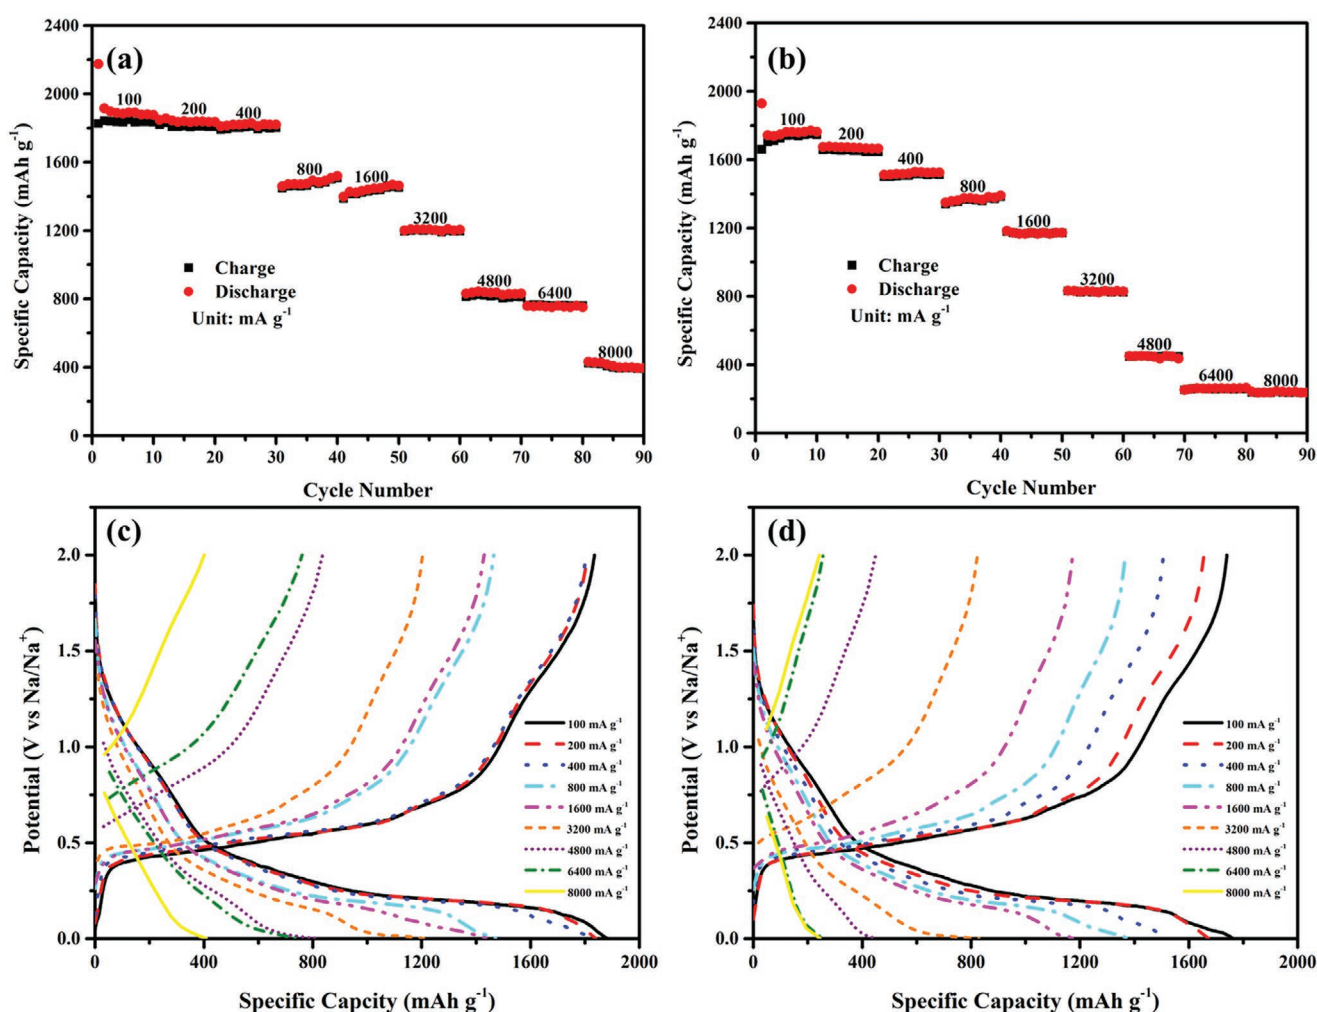 (a)
2400
2000
1600
1200
800
400
0
Specific Capacity (mAh g⁻¹)
100
200
400
800
1600
3200
4800
6400
8000
Charge
Discharge
Unit: mA g⁻¹
0 10 20 30 40 50 60 70 80 90
Cycle Number
(b)
2400
2000
1600
1200
800
400
0
Specific Capacity (mAh g⁻¹)
100
200
400
800
1600
3200
4800
6400
8000
Charge
Discharge
Unit: mA g⁻¹
0 10 20 30 40 50 60 70 80 90
Cycle Number
(c)
2.0
1.5
1.0
0.5
0.0
Potential (V vs Na/Na⁺)
100 mA g⁻¹
200 mA g⁻¹
400 mA g⁻¹
800 mA g⁻¹
1600 mA g⁻¹
3200 mA g⁻¹
4800 mA g⁻¹
6400 mA g⁻¹
8000 mA g⁻¹
0 400 800 1200 1600 2000
Specific Capcity (mAh g⁻¹)
(d)
2.0
1.5
1.0
0.5
0.0
Potential (V vs Na/Na⁺)
100 mA g⁻¹
200 mA g⁻¹
400 mA g⁻¹
800 mA g⁻¹
1600 mA g⁻¹
3200 mA g⁻¹
4800 mA g⁻¹
6400 mA g⁻¹
8000 mA g⁻¹
0 400 800 1200 1600 2000
Specific Capacity (mAh g⁻¹)